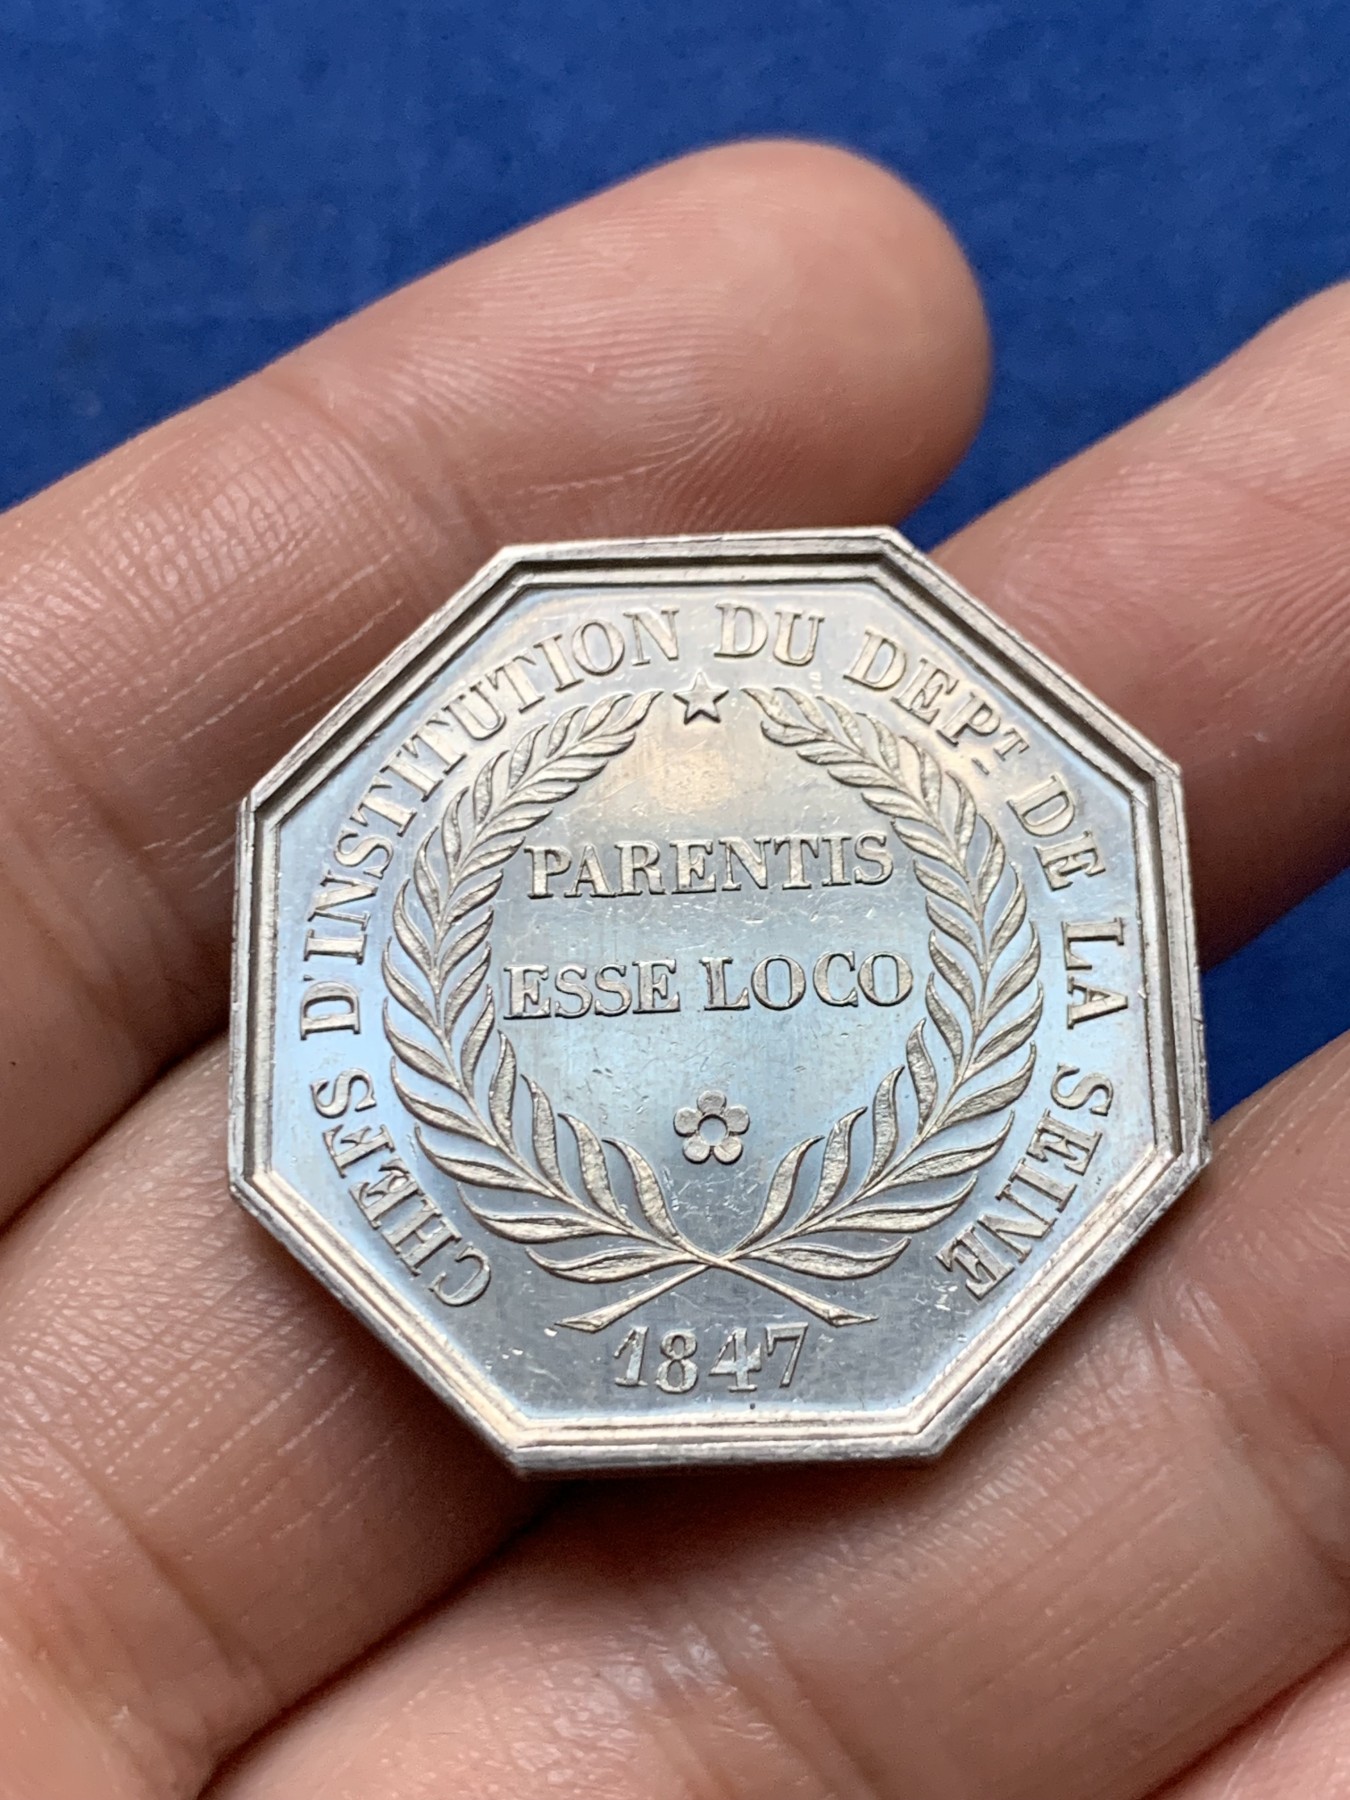 CHEFS D'INSTITUTION DU DEPT. DE LA SEINE
PARENTIS
ESSE LOCO
1847